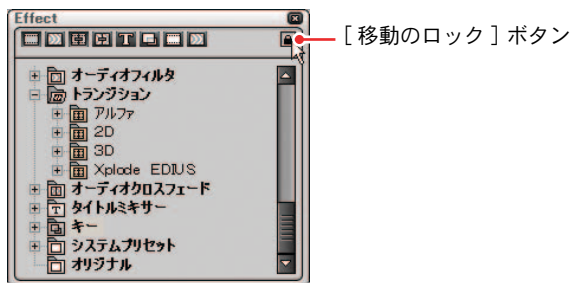 Effect
［移動のロック］ボタン
オーディオフィルタ
トランジション
アルファ
2D
3D
Xplode EDIUS
オーディオクロスフェード
タイトルミキサー
キー
システムプリセット
オリジナル